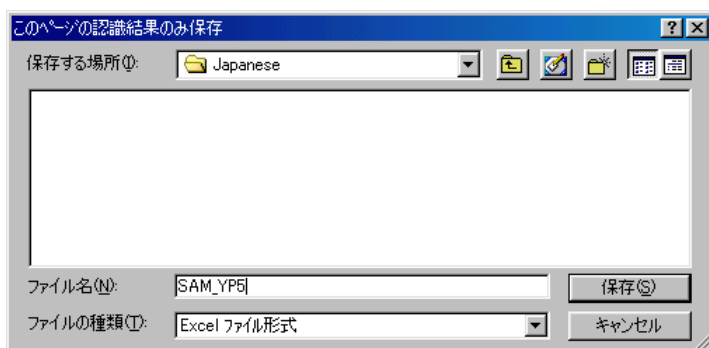 このページの認識結果のみ保存
保存する場所(I):
Japanese
ファイル名(N):
SAM_YP5
保存(S)
ファイルの種類(T):
Excel ファイル形式
キャンセル